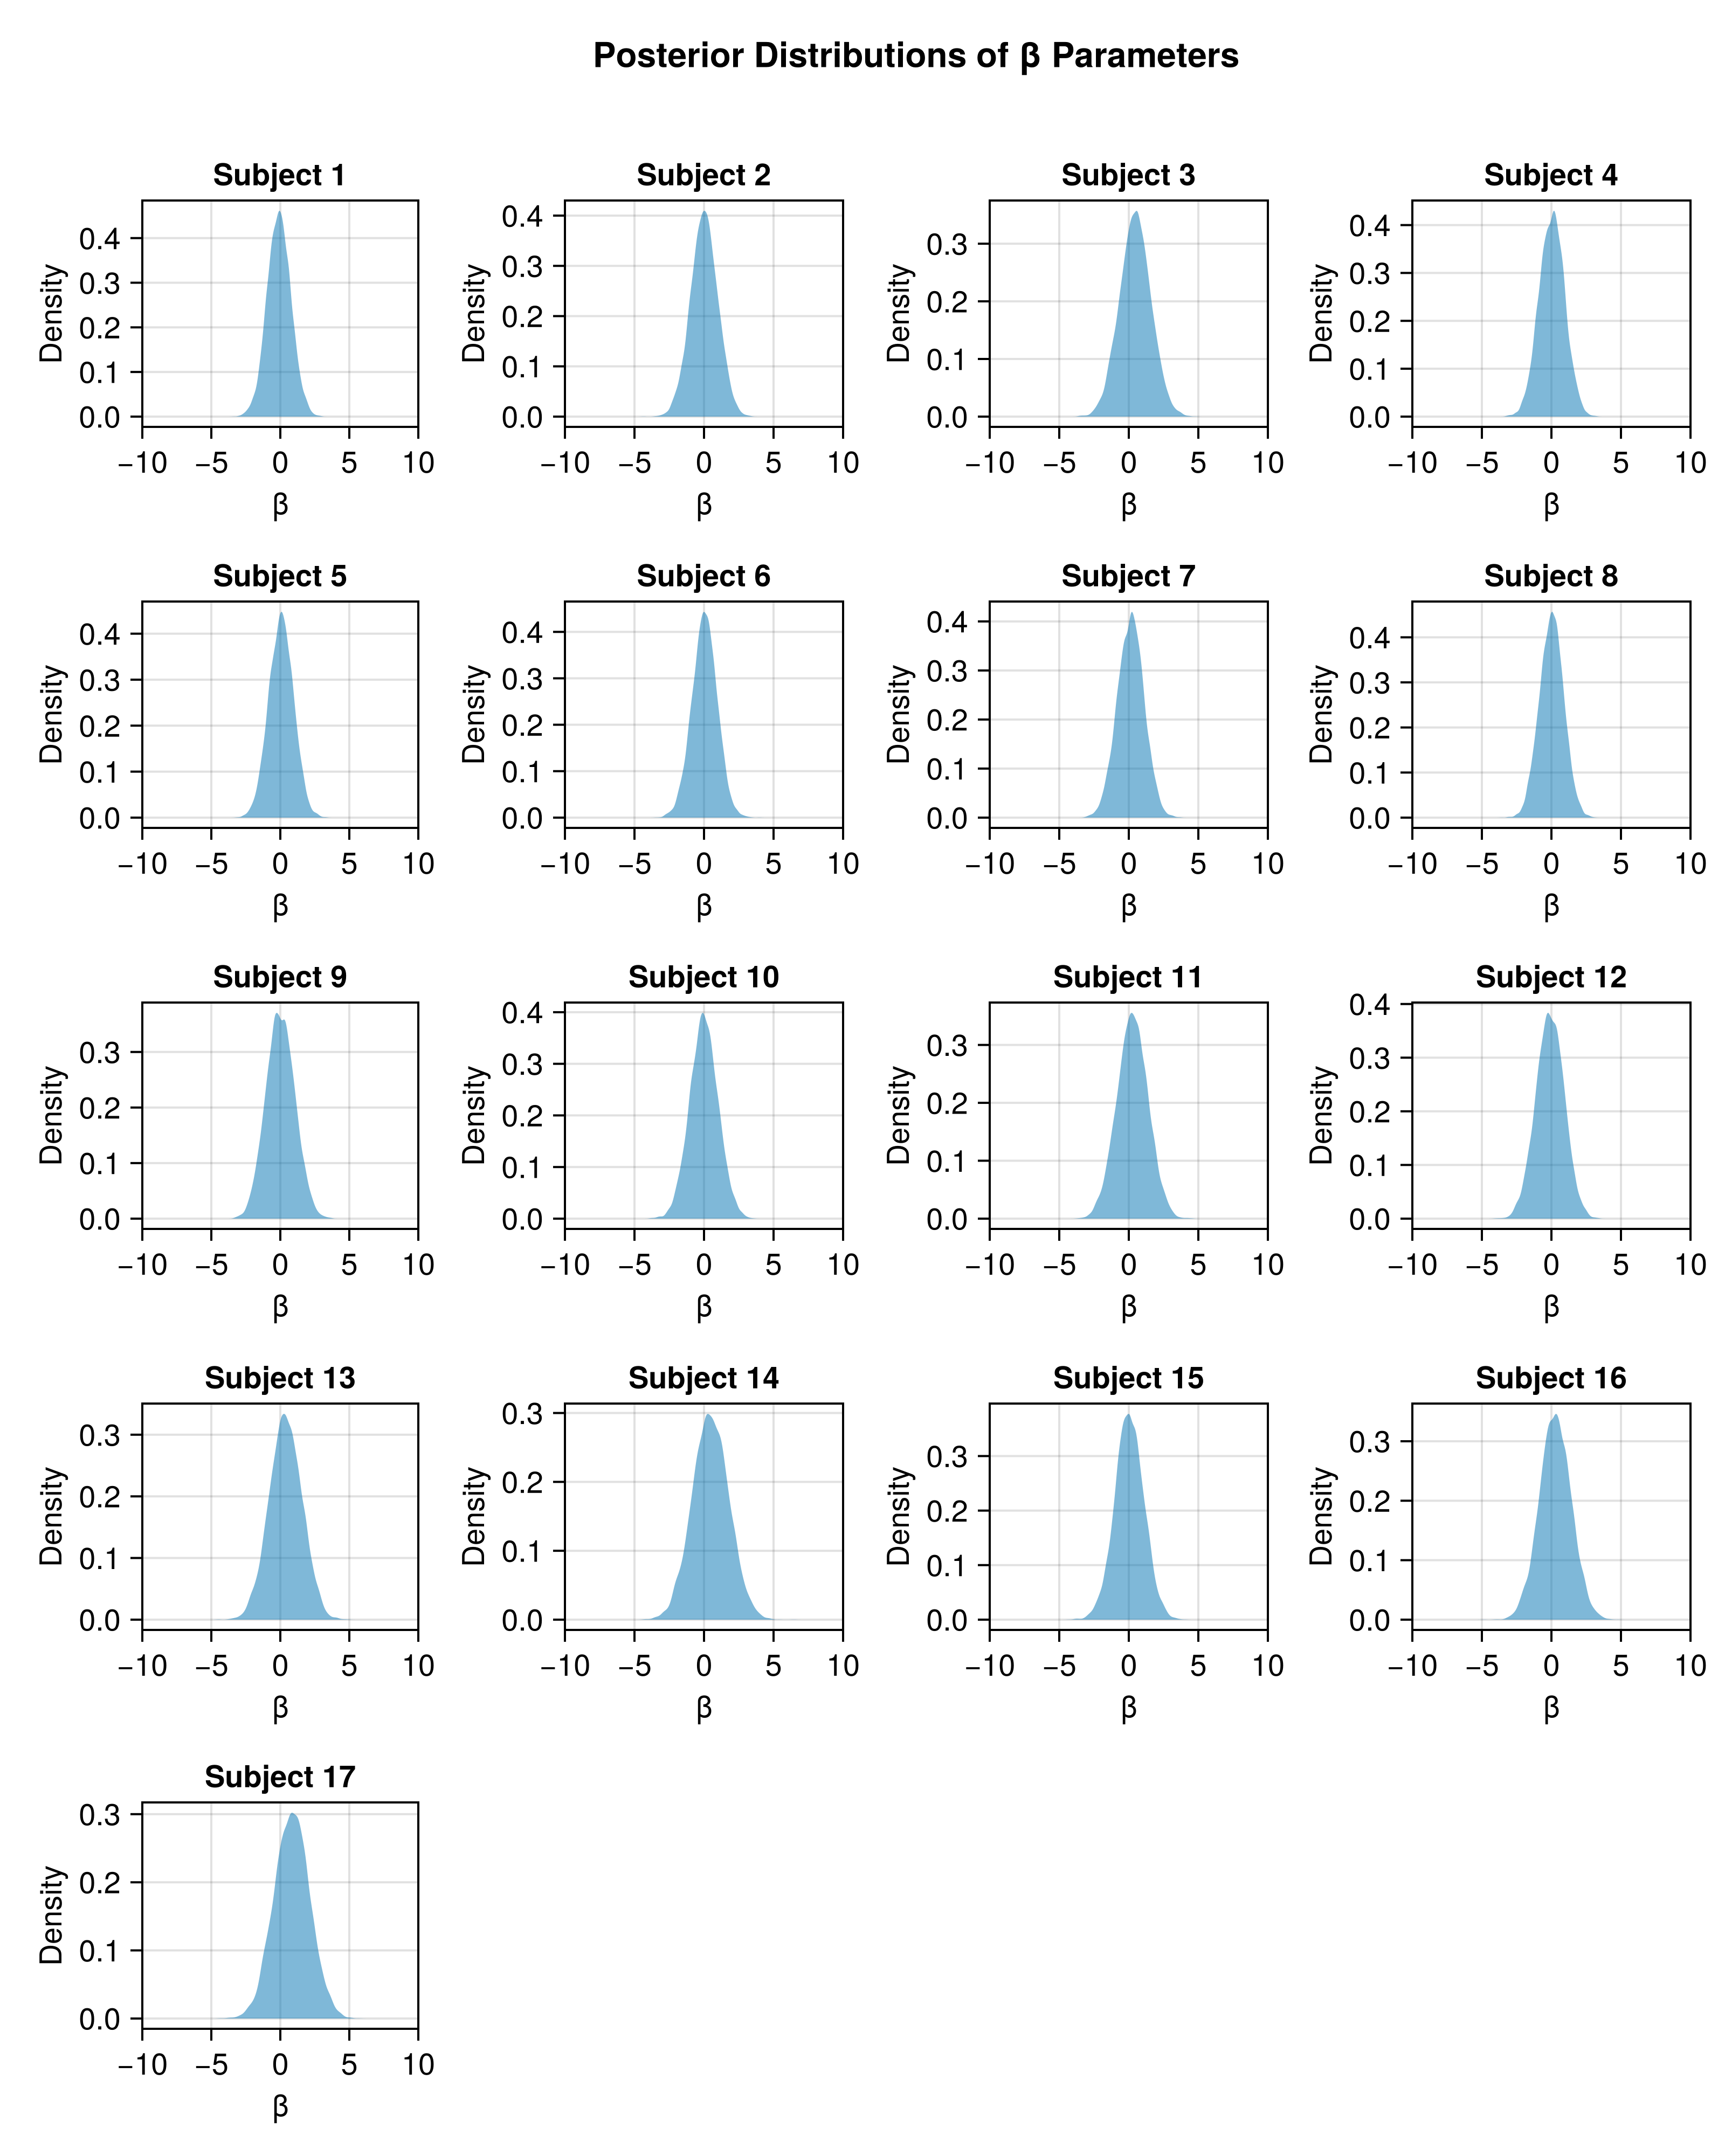 Posterior Distributions of β Parameters
Subject 1 Subject 2 Subject 3 Subject 4
Density 0.4 0.3 0.2 0.1 0.0 Density 0.4 0.3 0.2 0.1 0.0 Density 0.3 0.2 0.1 0.0 Density 0.4 0.3 0.2 0.1 0.0
−10 −5 0 5 10 −10 −5 0 5 10 −10 −5 0 5 10 −10 −5 0 5 10
β β β β
Subject 5 Subject 6 Subject 7 Subject 8
Density 0.4 0.3 0.2 0.1 0.0 Density 0.4 0.3 0.2 0.1 0.0 Density 0.4 0.3 0.2 0.1 0.0 Density 0.4 0.3 0.2 0.1 0.0
−10 −5 0 5 10 −10 −5 0 5 10 −10 −5 0 5 10 −10 −5 0 5 10
β β β β
Subject 9 Subject 10 Subject 11 Subject 12
Density 0.3 0.2 0.1 0.0 Density 0.4 0.3 0.2 0.1 0.0 Density 0.3 0.2 0.1 0.0 Density 0.4 0.3 0.2 0.1 0.0
−10 −5 0 5 10 −10 −5 0 5 10 −10 −5 0 5 10 −10 −5 0 5 10
β β β β
Subject 13 Subject 14 Subject 15 Subject 16
Density 0.3 0.2 0.1 0.0 Density 0.3 0.2 0.1 0.0 Density 0.3 0.2 0.1 0.0 Density 0.3 0.2 0.1 0.0
−10 −5 0 5 10 −10 −5 0 5 10 −10 −5 0 5 10 −10 −5 0 5 10
β β β β
Subject 17
Density 0.3 0.2 0.1 0.0
−10 −5 0 5 10
β